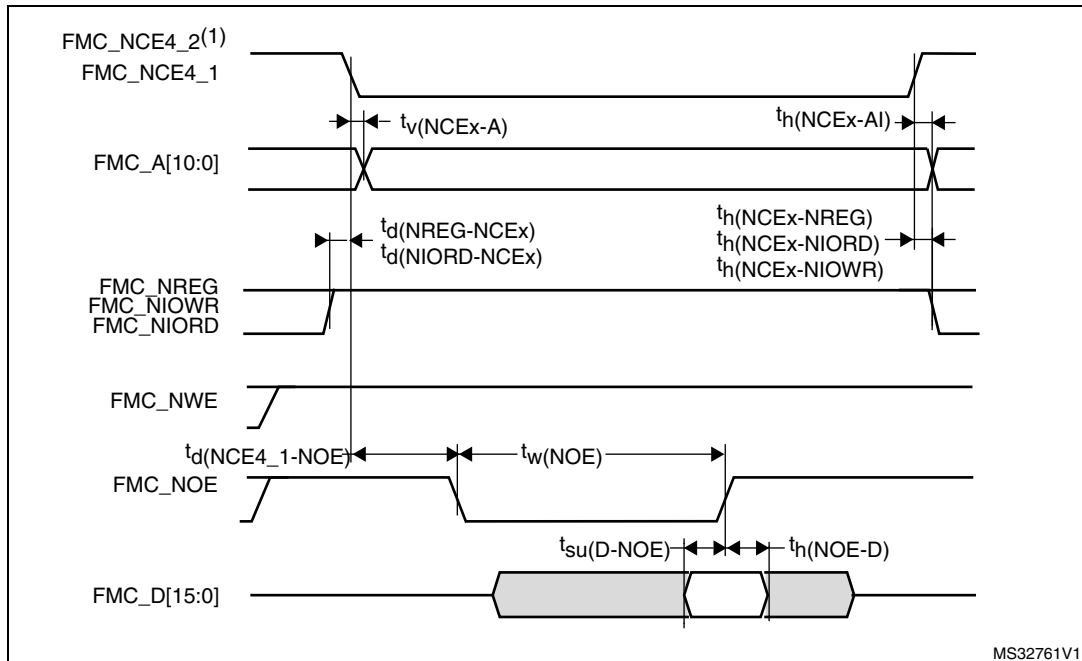 FMC_NCE4_2(1)
FMC_NCE4_1
tv(NCEx-A)
th(NCEx-AI)
FMC_A[10:0]
td(NREG-NCEx)
td(NIORD-NCEx)
th(NCEx-NREG)
th(NCEx-NIORD)
th(NCEx-NIOWR)
FMC_NREG
FMC_NIOWR
FMC_NIORD
FMC_NWE
td(NCE4_1-NOE)
tw(NOE)
FMC_NOE
tsu(D-NOE)
th(NOE-D)
FMC_D[15:0]
MS32761V1